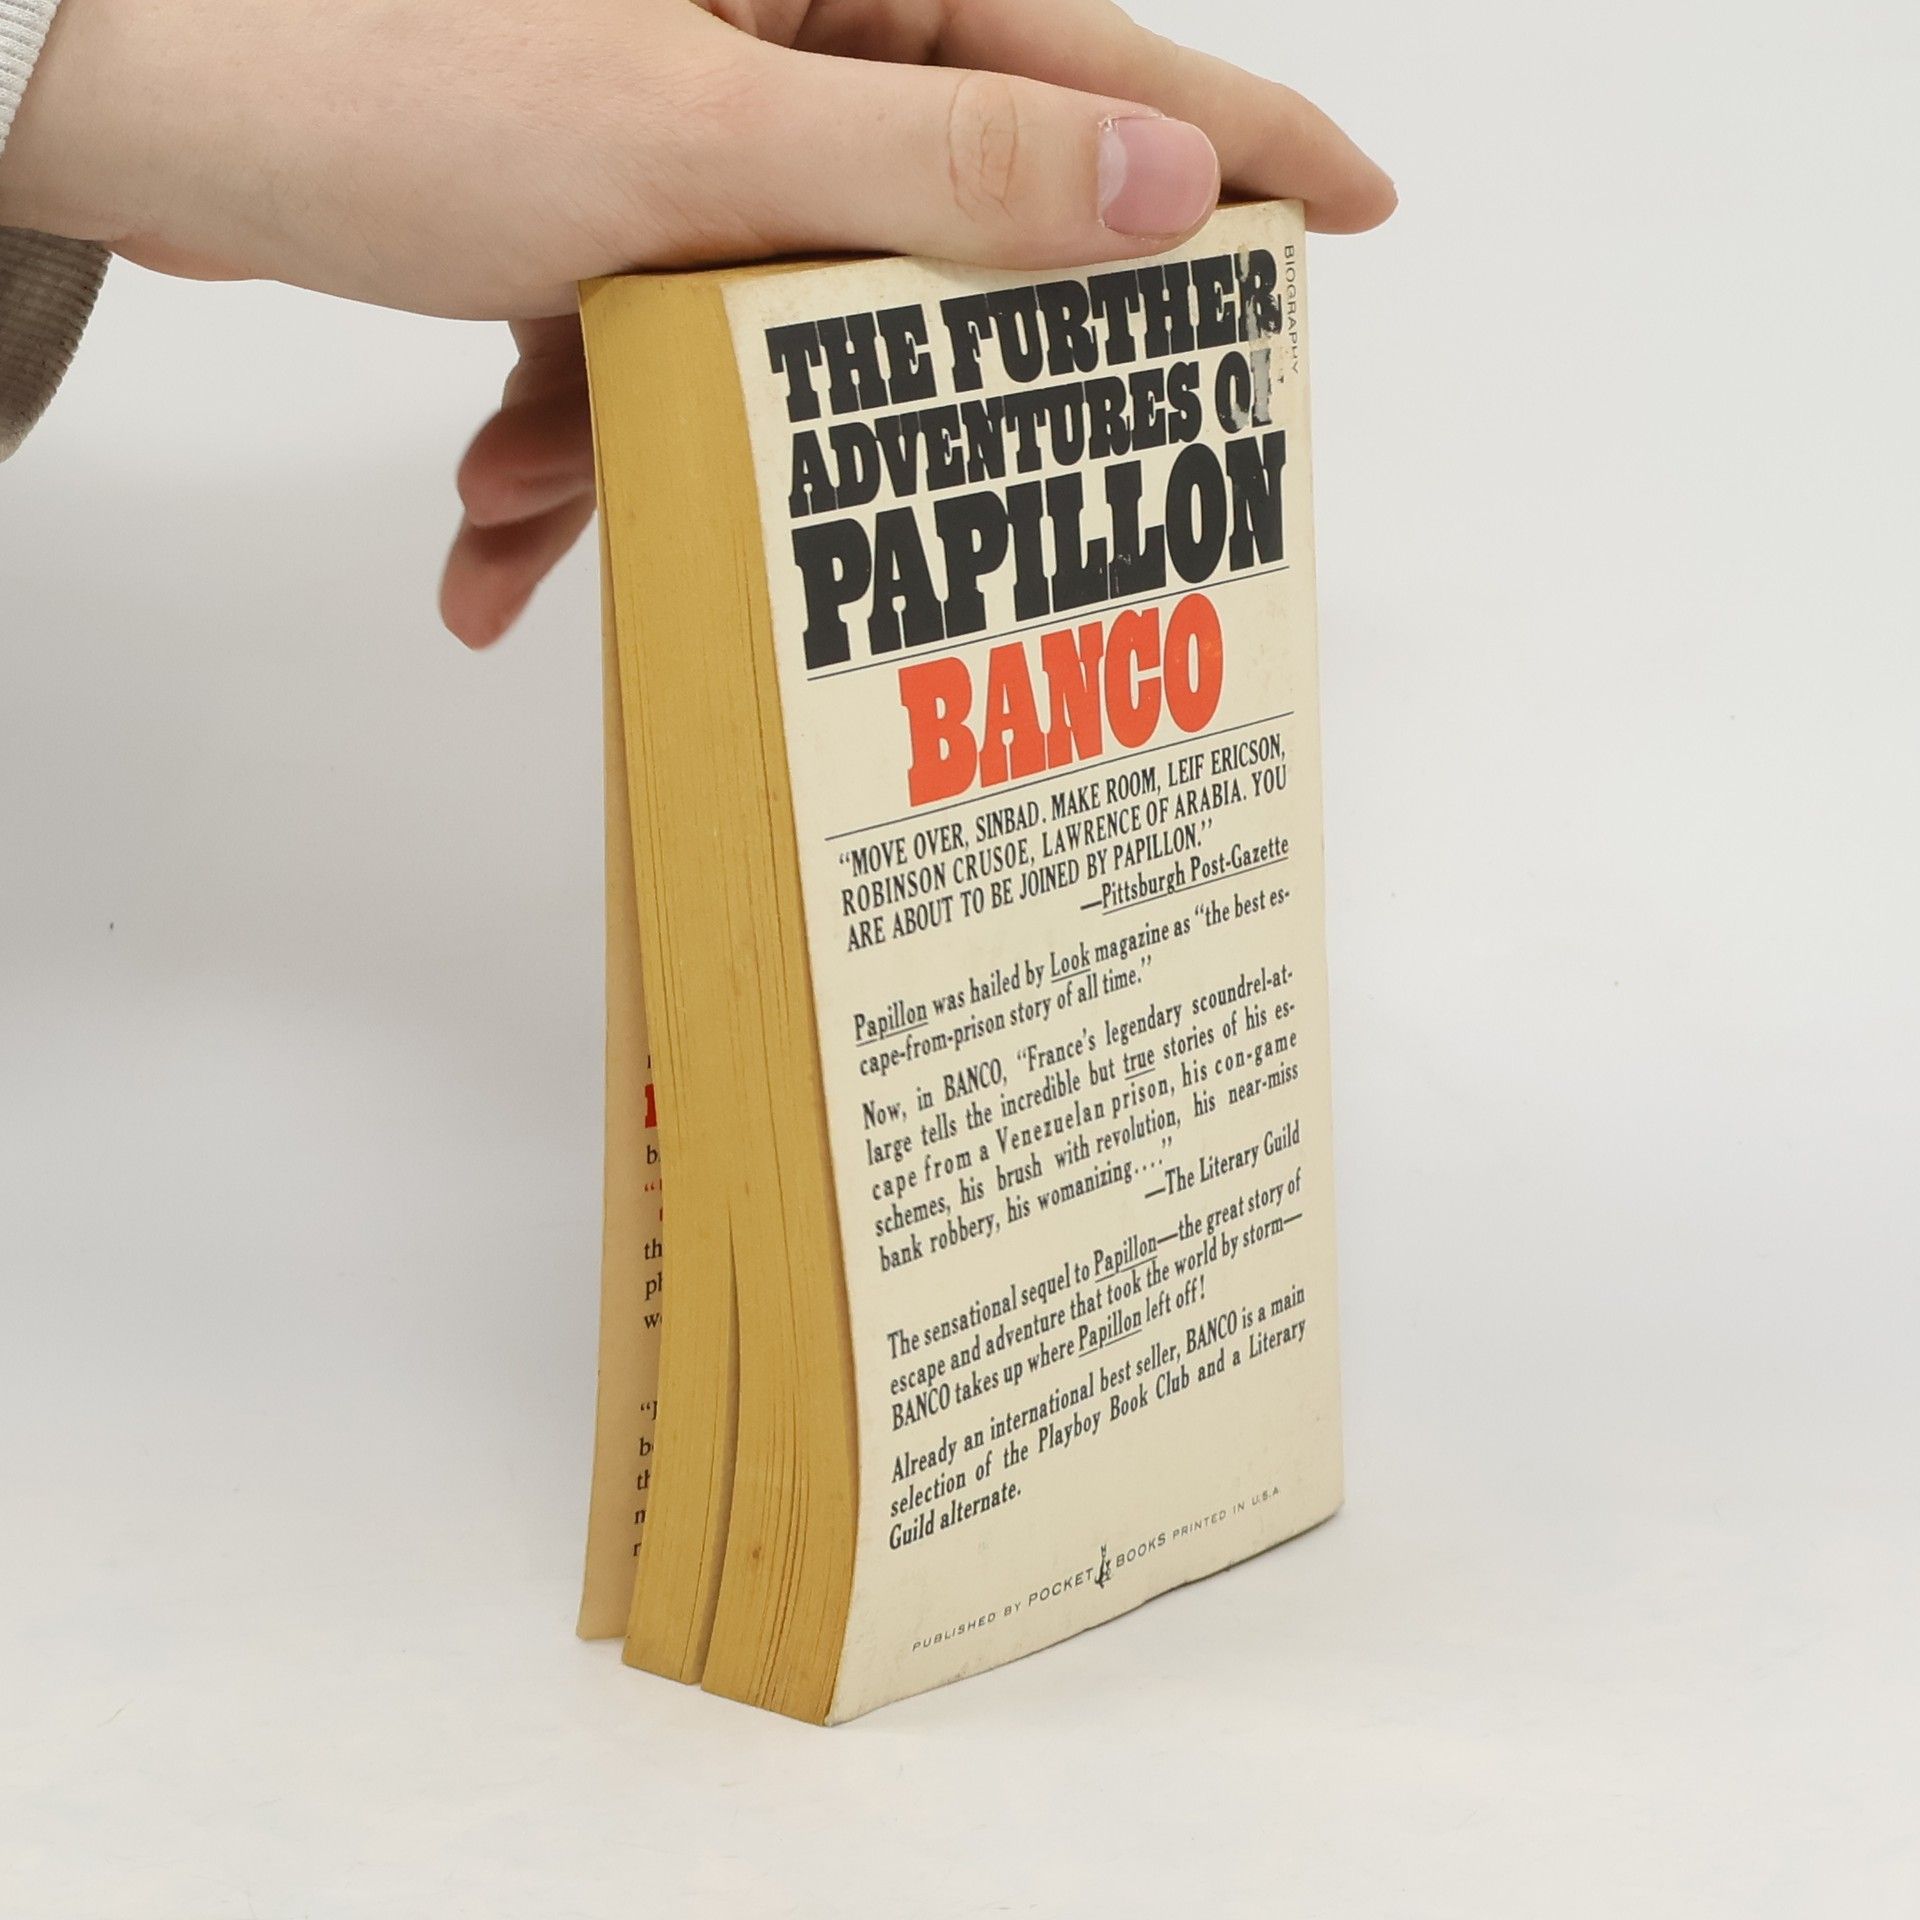 BIOGRAPHY
THE FURTHER
ADVENTURES OF
PAPILLON
BANCO
“MOVE OVER, SINBAD. MAKE ROOM, LEIF ERICSON,
ROBINSON CRUSOE, LAWRENCE OF ARABIA. YOU
ARE ABOUT TO BE JOINED BY PAPILLON.”
—Pittsburgh Post-Gazette
Papillon was hailed by Look magazine as “the best es-
cape-from-prison story of all time.”
Now, in BANCO, “France’s legendary scoundrel-at-
large tells the incredible but true stories of his es-
cape from a Venezuelan prison, his con-game
schemes, his brush with revolution, his near-miss
bank robbery, his womanizing....”
—The Literary Guild
The sensational sequel to Papillon—the great story of
escape and adventure that took the world by storm—
BANCO takes up where Papillon left off!
Already an international best seller, BANCO is a main
selection of the Playboy Book Club and a Literary
Guild alternate.
PUBLISHED BY POCKET BOOKS PRINTED IN U.S.A.